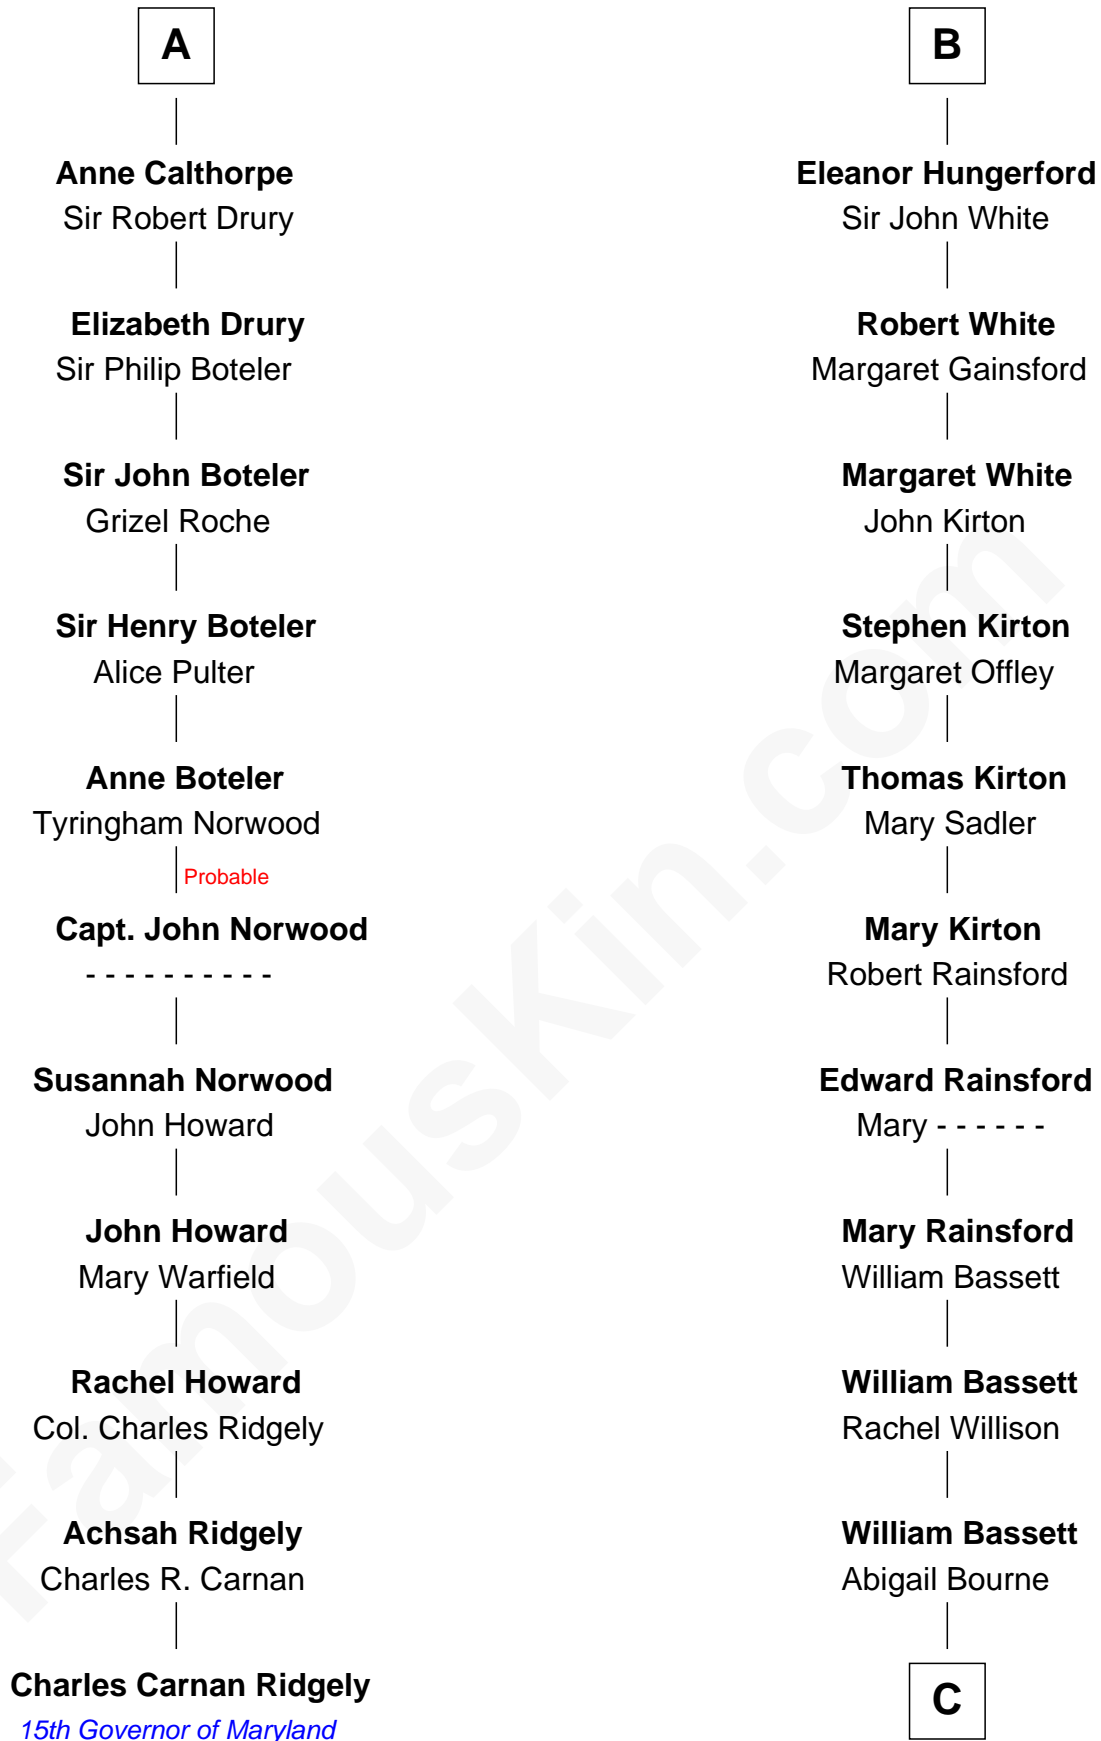 A
Anne Calthorpe
Sir Robert Drury
Elizabeth Drury
Sir Philip Boteler
Sir John Boteler
Grizel Roche
Sir Henry Boteler
Alice Pulter
Anne Boteler
Tyringham Norwood
Probable
Capt. John Norwood
- - - - - - - - - -
Susannah Norwood
John Howard
John Howard
Mary Warfield
Rachel Howard
Col. Charles Ridgely
Achsah Ridgely
Charles R. Carnan
Charles Carnan Ridgely
15th Governor of Maryland
B
Eleanor Hungerford
Sir John White
Robert White
Margaret Gainsford
Margaret White
John Kirton
Stephen Kirton
Margaret Offley
Thomas Kirton
Mary Sadler
Mary Kirton
Robert Rainsford
Edward Rainsford
Mary - - - - - -
Mary Rainsford
William Bassett
William Bassett
Rachel Willison
William Bassett
Abigail Bourne
C
FamousKin.com